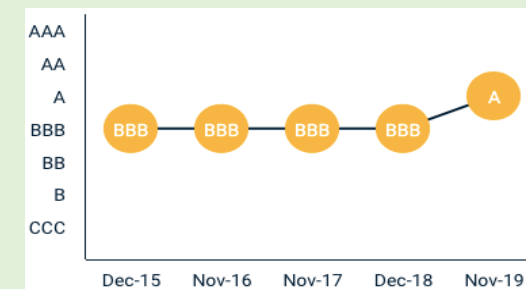 AAA
AA
A
A
BBB
BBB
BBB
BBB
BBB
BB
B
CCC
Dec-15
Nov-16
Nov-17
Dec-18
Nov-19